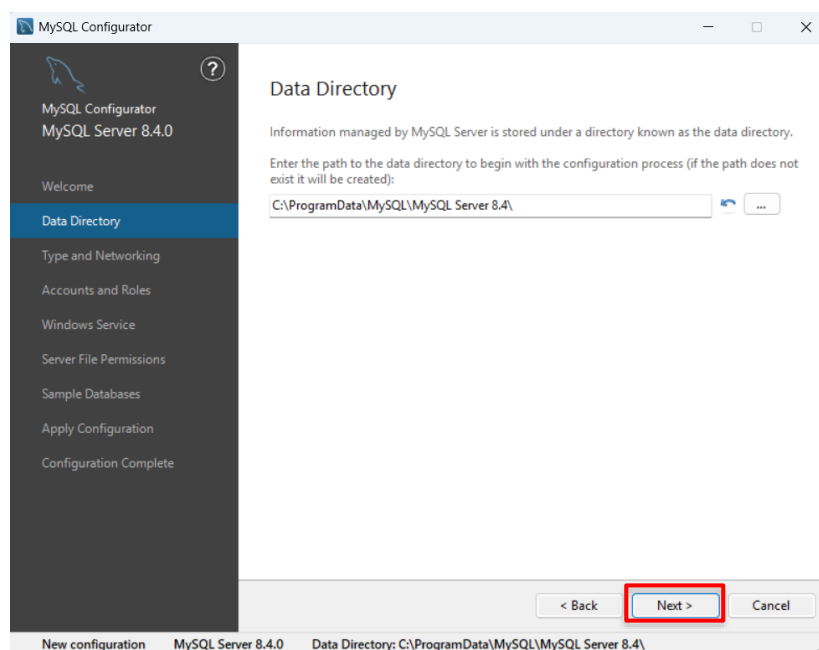 MySQL Configurator
?
MySQL Configurator
MySQL Server 8.4.0
Welcome
Data Directory
Type and Networking
Accounts and Roles
Windows Service
Server File Permissions
Sample Databases
Apply Configuration
Configuration Complete
Data Directory
Information managed by MySQL Server is stored under a directory known as the data directory.
Enter the path to the data directory to begin with the configuration process (if the path does not
exist it will be created):
C:\ProgramData\MySQL\MySQL Server 8.4\
...
< Back Next > Cancel
New configuration MySQL Server 8.4.0 Data Directory: C:\ProgramData\MySQL\MySQL Server 8.4\